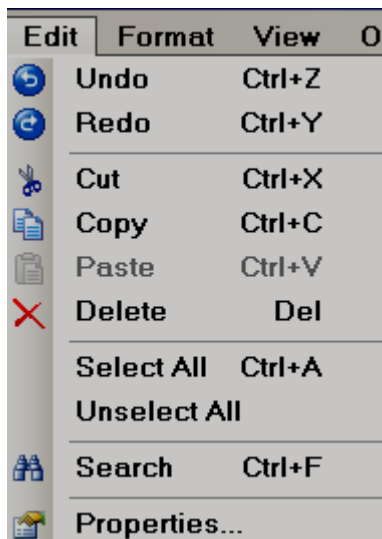 Edit Format View O
Undo Ctrl+Z
Redo Ctrl+Y
Cut Ctrl+X
Copy Ctrl+C
Paste Ctrl+V
Delete Del
Select All Ctrl+A
Unselect All
Search Ctrl+F
Properties...